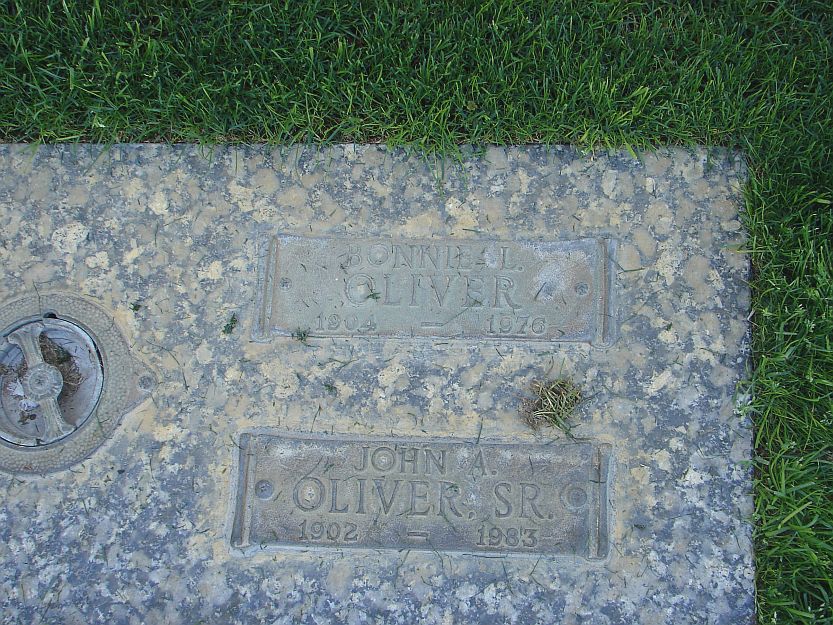 BONNIE L.
OLIVER
1904 — 1976
JOHN A.
OLIVER, SR.
1902 — 1983